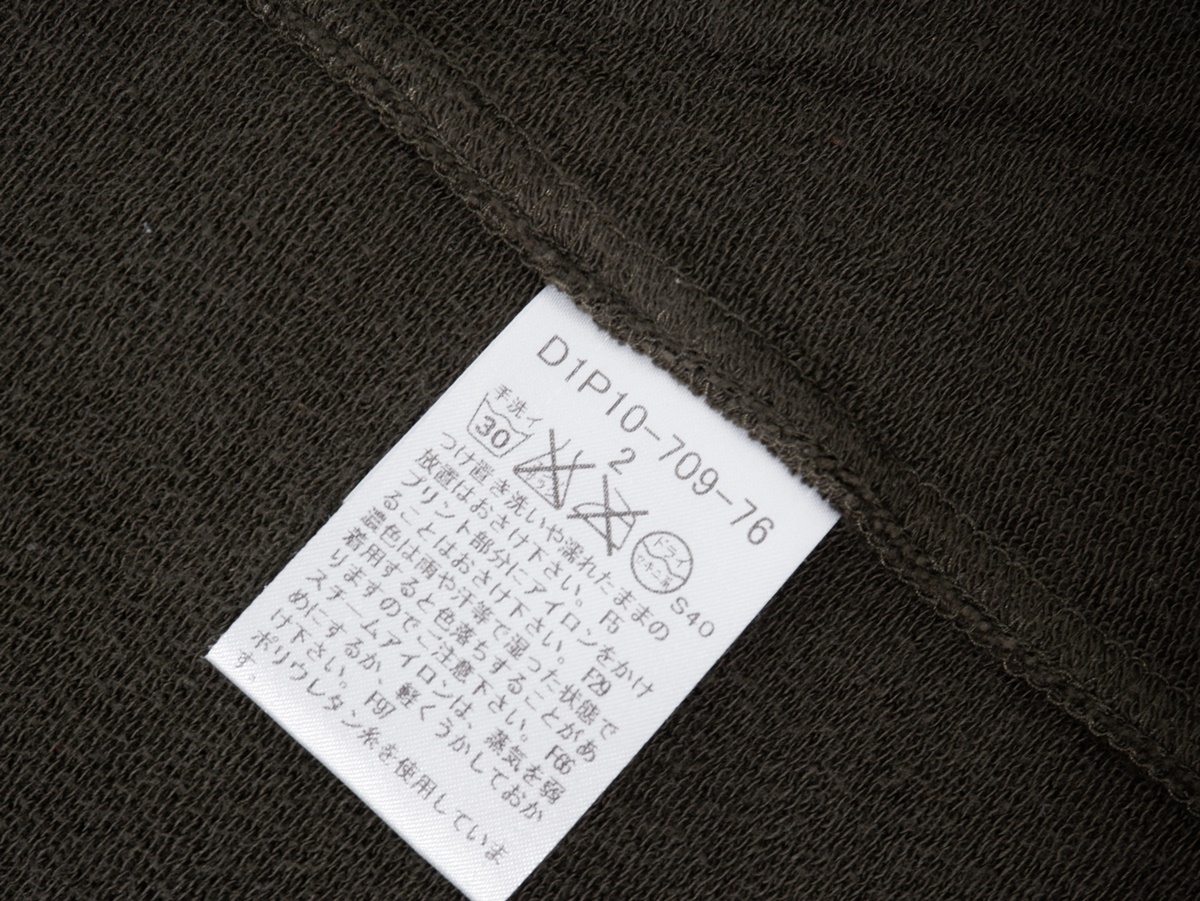 D1P10-709-76
2
手洗イ
30
ドライ
セキユ系
S40
つけ置き洗いや濡れたままの
放置はおさけ下さい。 F5
プリント部分にアイロンをかけ
ることはおさけ下さい。 F29
濃色は雨や汗等で湿った状態で
着用すると色落ちすることがあ
りますのでご注意下さい。 F66
スチームアイロンは、蒸気を弱
めにするか、軽くうかしておか
け下さい。 F97
ポリウレタン糸を使用していま
す。